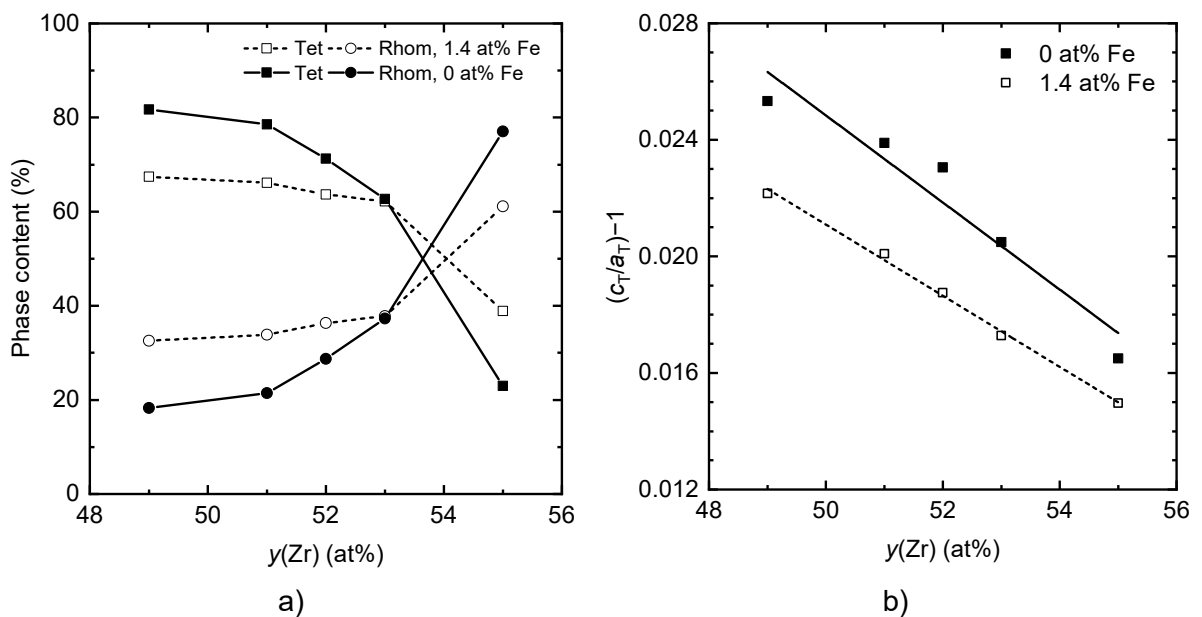 Phase content (%)
100
80
60
40
20
0
Tet Rhom, 1.4 at% Fe
Tet Rhom, 0 at% Fe
48 50 52 54 56
y(Zr) (at%)
a)
(cT/aT)−1
0.028
0.024
0.020
0.016
0.012
0 at% Fe
1.4 at% Fe
48 50 52 54 56
y(Zr) (at%)
b)